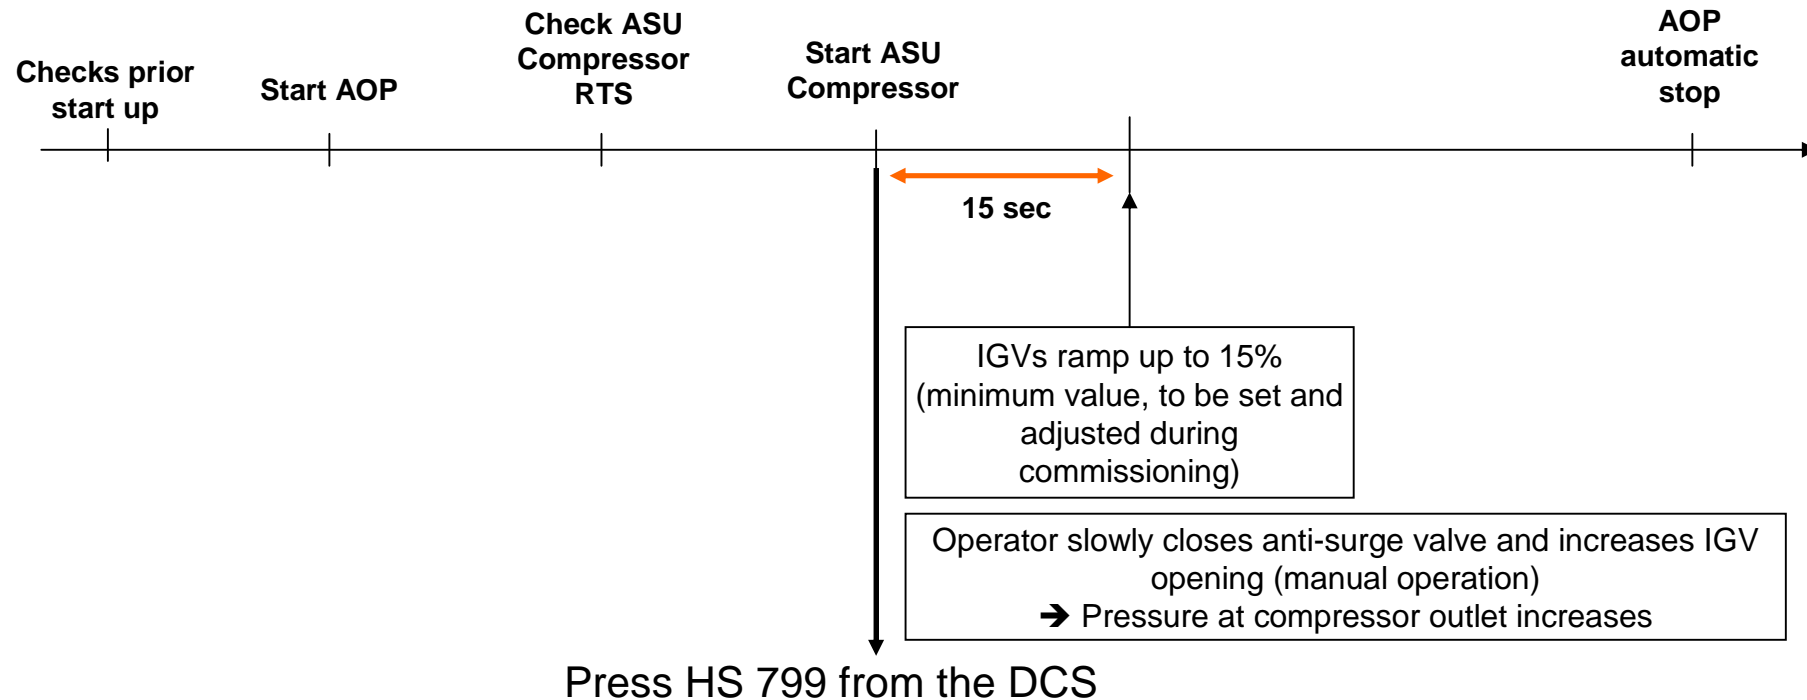 Checks prior
start up
Start AOP
Check ASU
Compressor
RTS
Start ASU
Compressor
AOP
automatic
stop
15 sec
IGVs ramp up to 15%
(minimum value, to be set and
adjusted during
commissioning)
Operator slowly closes anti-surge valve and increases IGV
opening (manual operation)
➔ Pressure at compressor outlet increases
Press HS 799 from the DCS